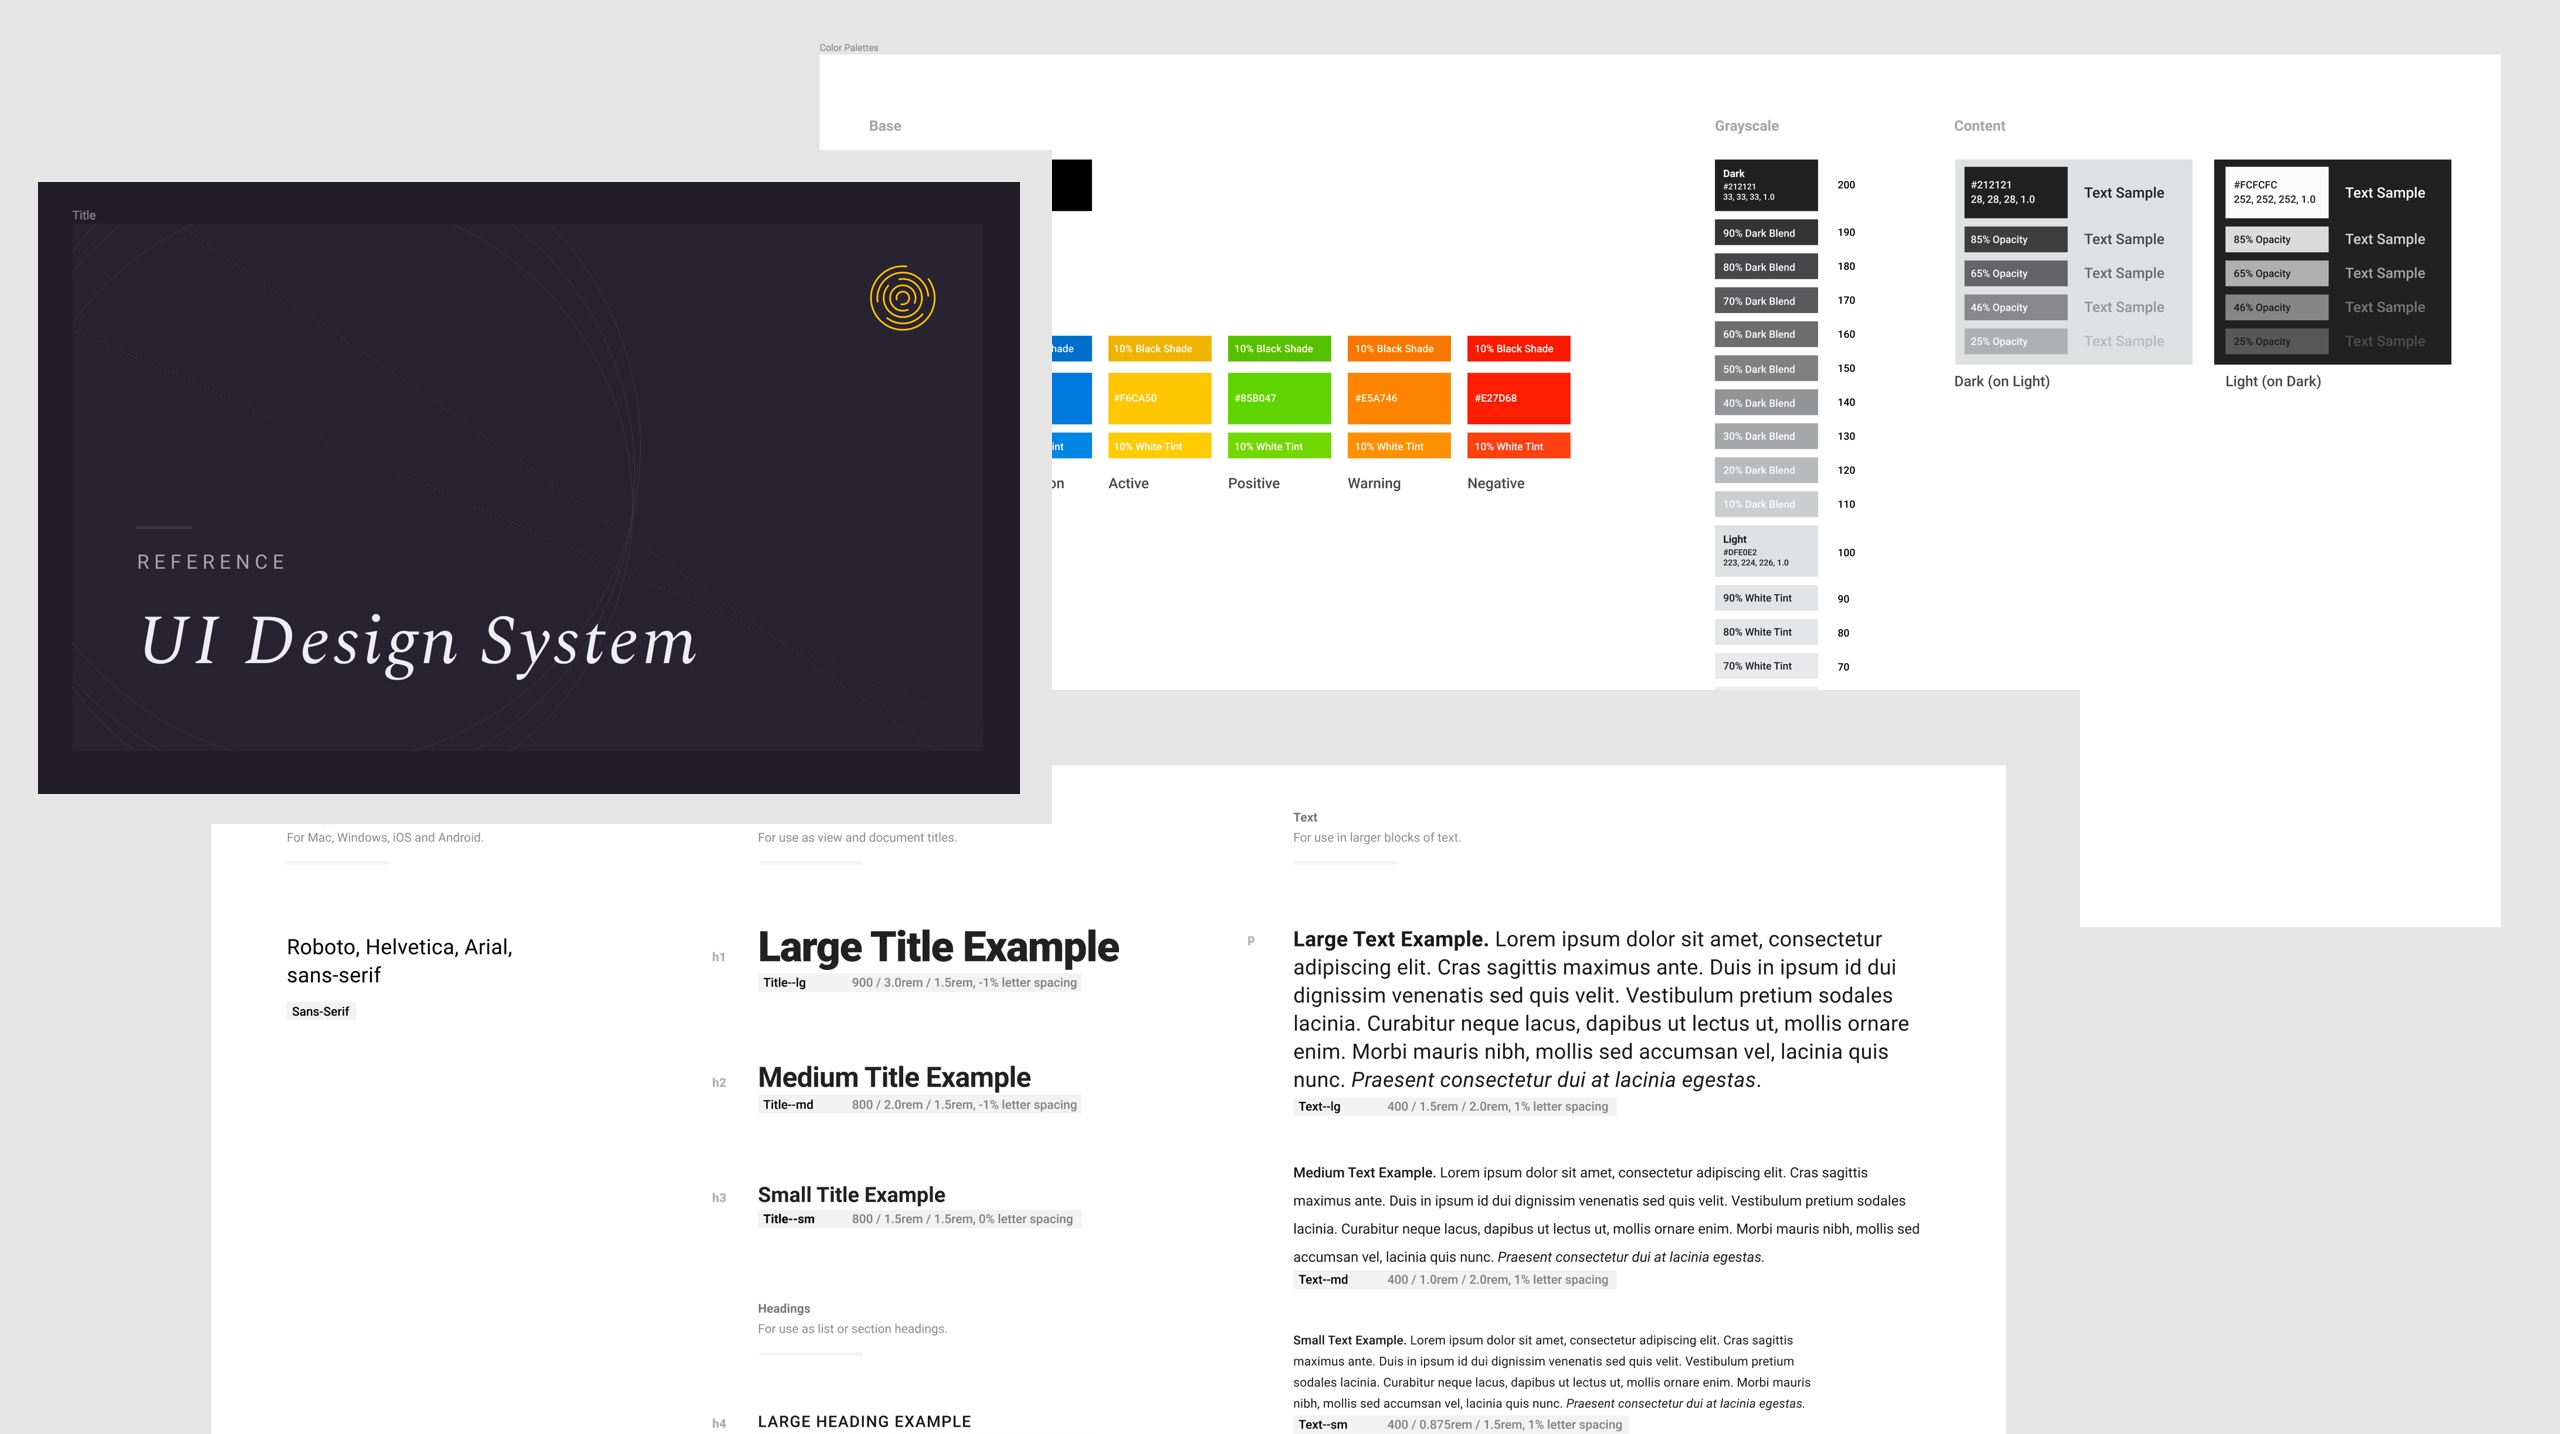 Color Palettes
Base
Grayscale
Content
Title
REFERENCE
UI Design System
hade
10% Black Shade
10% Black Shade
10% Black Shade
10% Black Shade
#F6CA50
#85B047
#E5A746
#E27D68
int
10% White Tint
10% White Tint
10% White Tint
10% White Tint
on
Active
Positive
Warning
Negative
Dark
#212121
33, 33, 33, 1.0
200
90% Dark Blend
190
80% Dark Blend
180
70% Dark Blend
170
60% Dark Blend
160
50% Dark Blend
150
40% Dark Blend
140
30% Dark Blend
130
20% Dark Blend
120
10% Dark Blend
110
Light
#DFE0E2
223, 224, 226, 1.0
100
90% White Tint
90
80% White Tint
80
70% White Tint
70
#212121
28, 28, 28, 1.0
Text Sample
85% Opacity
Text Sample
65% Opacity
Text Sample
46% Opacity
Text Sample
25% Opacity
Text Sample
Dark (on Light)
#FCFCFC
252, 252, 252, 1.0
Text Sample
85% Opacity
Text Sample
65% Opacity
Text Sample
46% Opacity
Text Sample
25% Opacity
Text Sample
Light (on Dark)
For Mac, Windows, iOS and Android.
Roboto, Helvetica, Arial,
sans-serif
Sans-Serif
For use as view and document titles.
h1
Large Title Example
Title--lg
900 / 3.0rem / 1.5rem, -1% letter spacing
h2
Medium Title Example
Title--md
800 / 2.0rem / 1.5rem, -1% letter spacing
h3
Small Title Example
Title--sm
800 / 1.5rem / 1.5rem, 0% letter spacing
Headings
For use as list or section headings.
h4
LARGE HEADING EXAMPLE
Text
For use in larger blocks of text.
p
Large Text Example. Lorem ipsum dolor sit amet, consectetur
adipiscing elit. Cras sagittis maximus ante. Duis in ipsum id dui
dignissim venenatis sed quis velit. Vestibulum pretium sodales
lacinia. Curabitur neque lacus, dapibus ut lectus ut, mollis ornare
enim. Morbi mauris nibh, mollis sed accumsan vel, lacinia quis
nunc. Praesent consectetur dui at lacinia egestas.
Text--lg
400 / 1.5rem / 2.0rem, 1% letter spacing
Medium Text Example. Lorem ipsum dolor sit amet, consectetur adipiscing elit. Cras sagittis
maximus ante. Duis in ipsum id dui dignissim venenatis sed quis velit. Vestibulum pretium sodales
lacinia. Curabitur neque lacus, dapibus ut lectus ut, mollis ornare enim. Morbi mauris nibh, mollis sed
accumsan vel, lacinia quis nunc. Praesent consectetur dui at lacinia egestas.
Text--md
400 / 1.0rem / 2.0rem, 1% letter spacing
Small Text Example. Lorem ipsum dolor sit amet, consectetur adipiscing elit. Cras sagittis
maximus ante. Duis in ipsum id dui dignissim venenatis sed quis velit. Vestibulum pretium
sodales lacinia. Curabitur neque lacus, dapibus ut lectus ut, mollis ornare enim. Morbi mauris
nibh, mollis sed accumsan vel, lacinia quis nunc. Praesent consectetur dui at lacinia egestas.
Text--sm
400 / 0.875rem / 1.5rem, 1% letter spacing